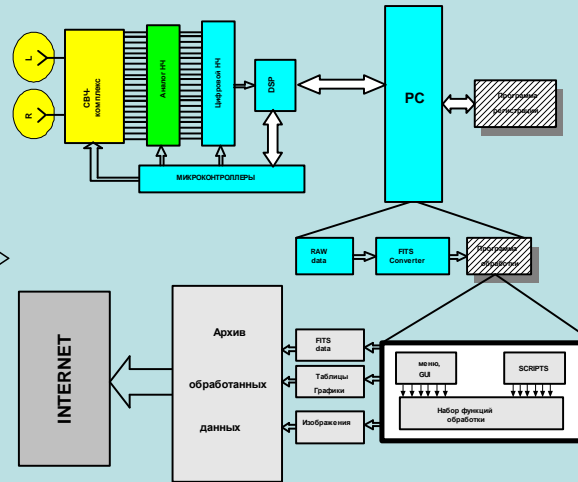 L
R
СВЧ-
комплекс
Аналог НЧ
Цифровой НЧ
DSP
PC
Программа
регистрации
МИКРОКОНТРОЛЛЕРЫ
RAW
data
FITS
Converter
Программа
обработки
INTERNET
Архив
обработанных
данных
FITS
data
Таблицы
Графики
Изображения
меню,
GUI
SCRIPTS
Набор функций
обработки